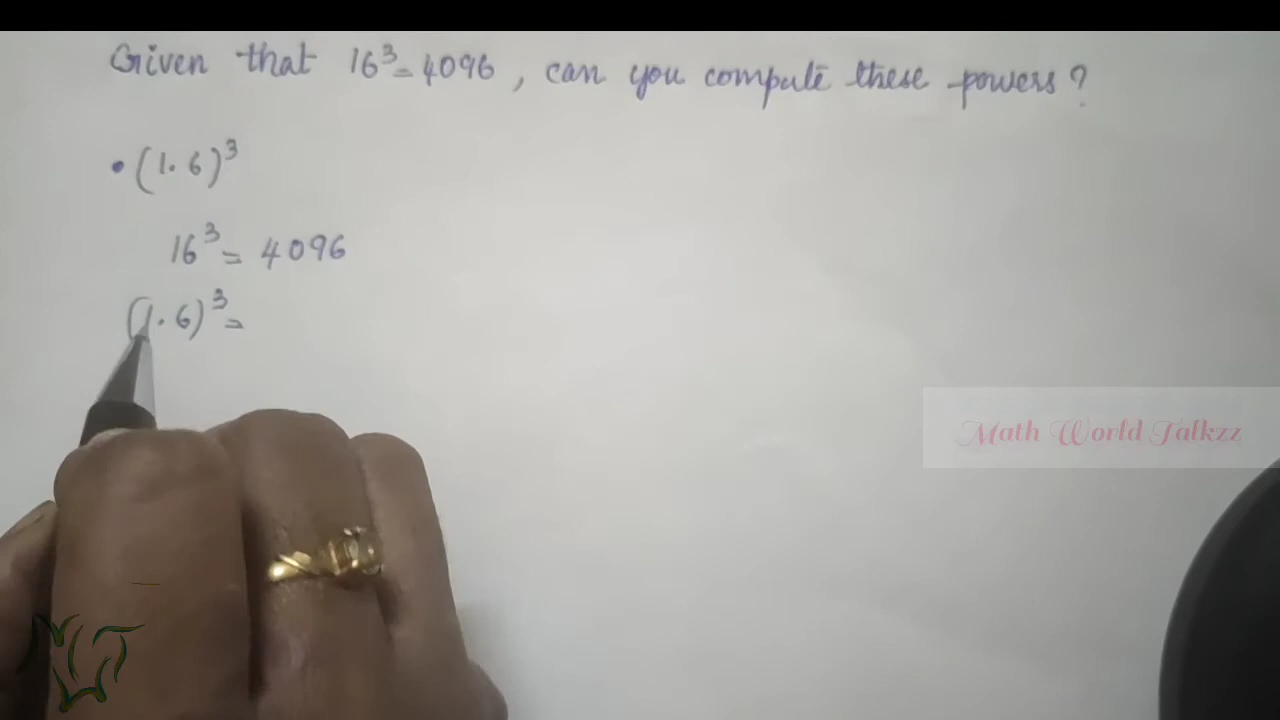 Given that 16³ = 4096, can you compute these powers?
• (1.6)³
16³ = 4096
(1.6)³ =
Math World Talkzz